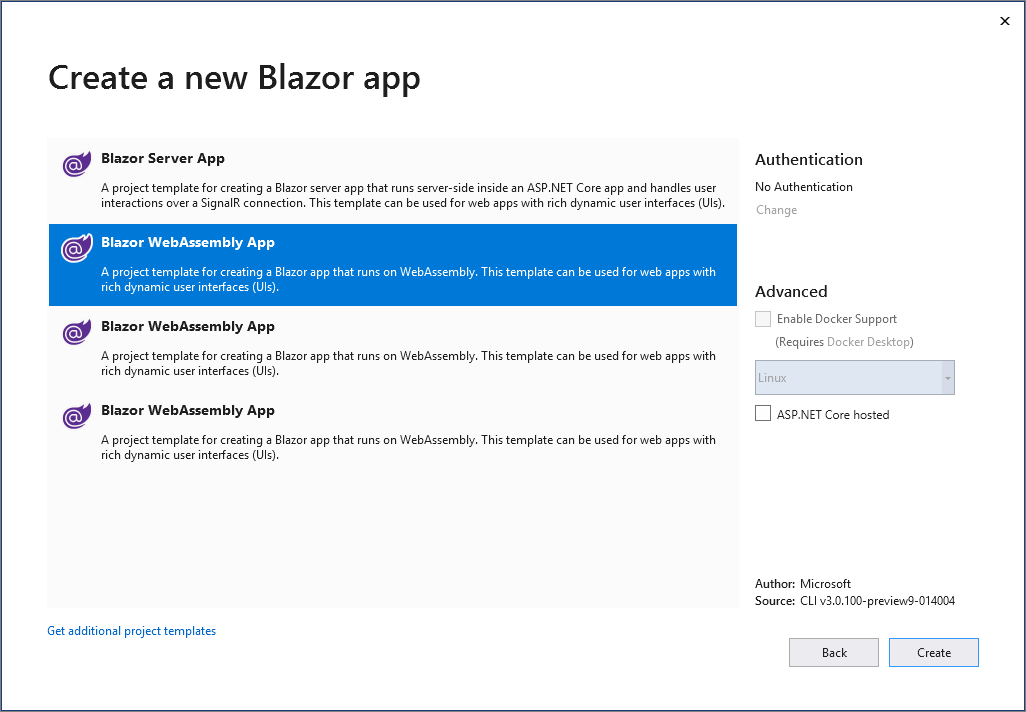 Create a new Blazor app
Blazor Server App
A project template for creating a Blazor server app that runs server-side inside an ASP.NET Core app and handles user
interactions over a SignalR connection. This template can be used for web apps with rich dynamic user interfaces (UIs).
Blazor WebAssembly App
A project template for creating a Blazor app that runs on WebAssembly. This template can be used for web apps with
rich dynamic user interfaces (UIs).
Blazor WebAssembly App
A project template for creating a Blazor app that runs on WebAssembly. This template can be used for web apps with
rich dynamic user interfaces (UIs).
Blazor WebAssembly App
A project template for creating a Blazor app that runs on WebAssembly. This template can be used for web apps with
rich dynamic user interfaces (UIs).
Get additional project templates
Authentication
No Authentication
Change
Advanced
Enable Docker Support
(Requires Docker Desktop)
Linux
ASP.NET Core hosted
Author: Microsoft
Source: CLI v3.0.100-preview9-014004
Back
Create